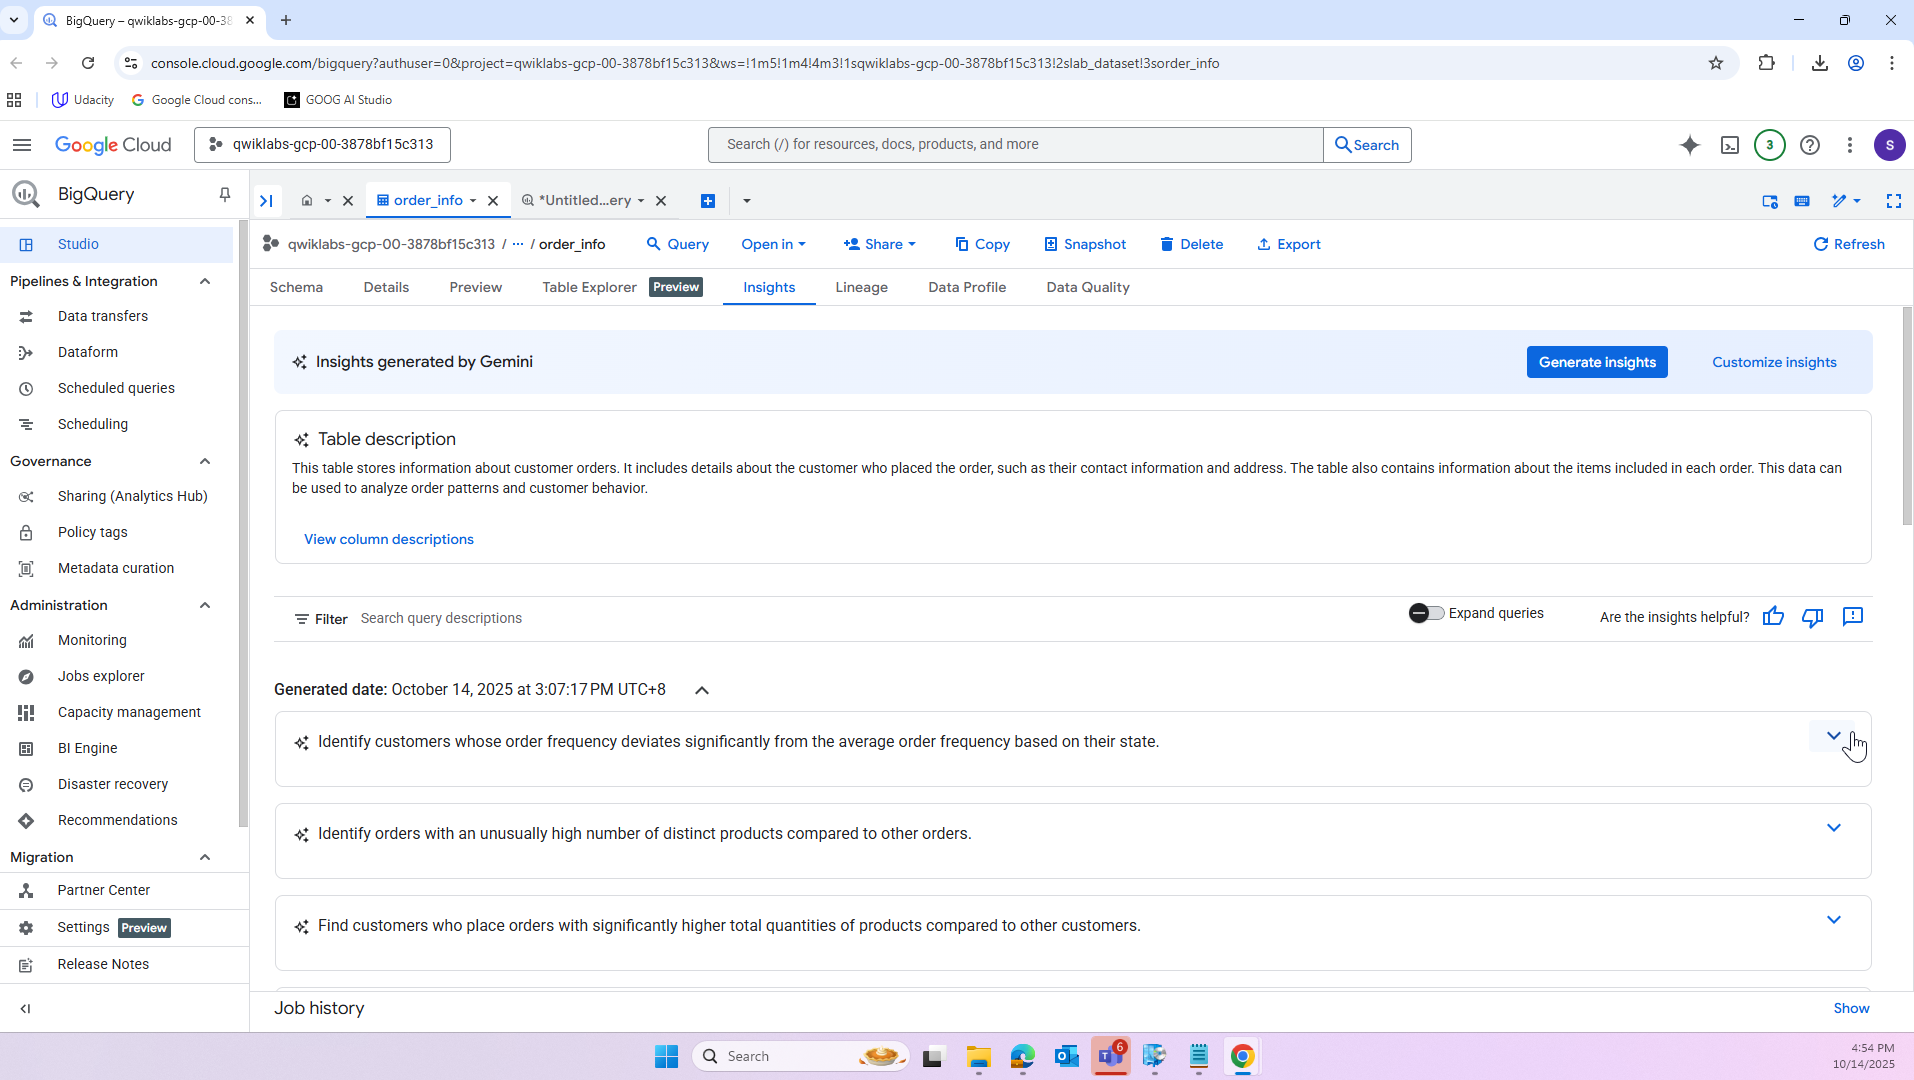 BigQuery – qwiklabs-gcp-00-38
console.cloud.google.com/bigquery?authuser=0&project=qwiklabs-gcp-00-3878bf15c313&ws=!1m5!1m4!4m3!1sqwiklabs-gcp-00-3878bf15c313!2slab_dataset!3sorder_info
Udacity
Google Cloud cons...
GOOG AI Studio
Google Cloud
qwiklabs-gcp-00-3878bf15c313
Search (/) for resources, docs, products, and more
Search
3
S
BigQuery
order_info
*Untitled...ery
Studio
Pipelines & Integration
Data transfers
Dataform
Scheduled queries
Scheduling
Governance
Sharing (Analytics Hub)
Policy tags
Metadata curation
Administration
Monitoring
Jobs explorer
Capacity management
BI Engine
Disaster recovery
Recommendations
Migration
Partner Center
Settings Preview
Release Notes
qwiklabs-gcp-00-3878bf15c313 / ··· / order_info
Query
Open in
Share
Copy
Snapshot
Delete
Export
Refresh
Schema
Details
Preview
Table Explorer Preview
Insights
Lineage
Data Profile
Data Quality
Insights generated by Gemini
Generate insights
Customize insights
Table description
This table stores information about customer orders. It includes details about the customer who placed the order, such as their contact information and address. The table also contains information about the items included in each order. This data can
be used to analyze order patterns and customer behavior.
View column descriptions
Filter Search query descriptions
Expand queries
Are the insights helpful?
Generated date: October 14, 2025 at 3:07:17 PM UTC+8
Identify customers whose order frequency deviates significantly from the average order frequency based on their state.
Identify orders with an unusually high number of distinct products compared to other orders.
Find customers who place orders with significantly higher total quantities of products compared to other customers.
Job history
Show
Search
6
4:54 PM
10/14/2025